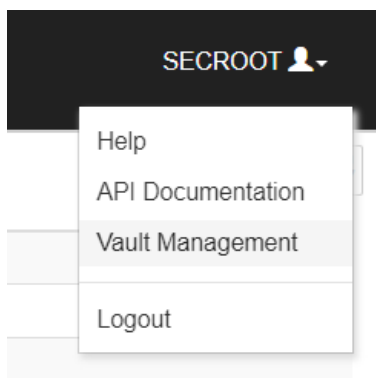 SECROOT
Help
API Documentation
Vault Management
Logout